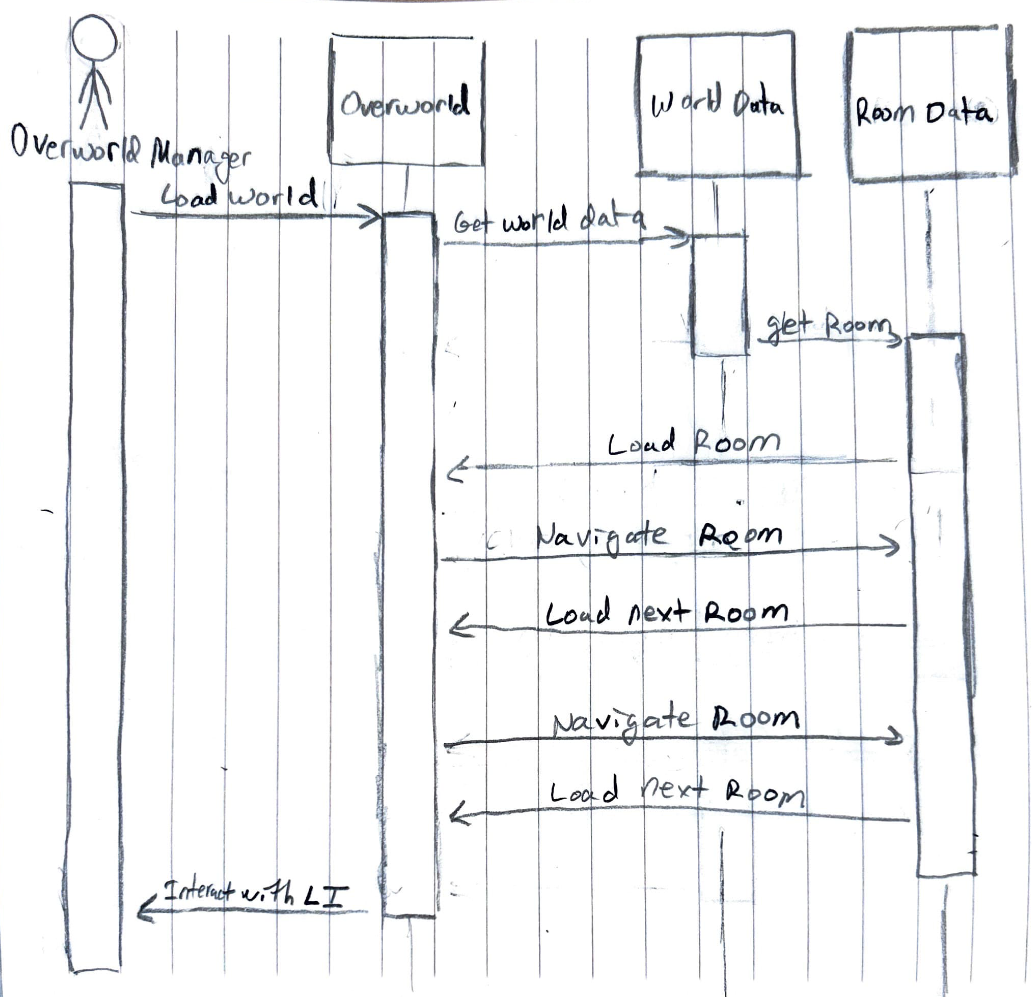 Overworld
World Data
Room Data
Overworld Manager
Load world
Get world data
get Room
Load Room
Navigate Room
Load next Room
Navigate Room
Load next Room
Interact with LI